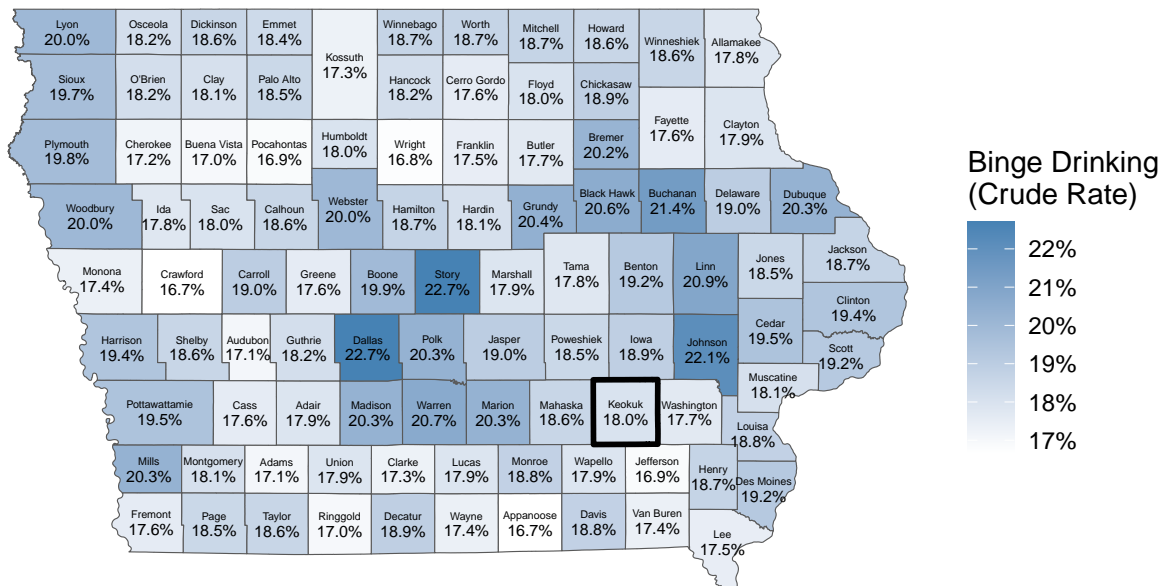 Lyon
20.0%
Osceola
18.2%
Dickinson
18.6%
Emmet
18.4%
Kossuth
17.3%
Winnebago
18.7%
Worth
18.7%
Mitchell
18.7%
Howard
18.6%
Winneshiek
18.6%
Allamakee
17.8%
Sioux
19.7%
O'Brien
18.2%
Clay
18.1%
Palo Alto
18.5%
Hancock
18.2%
Cerro Gordo
17.6%
Floyd
18.0%
Chickasaw
18.9%
Fayette
17.6%
Clayton
17.9%
Plymouth
19.8%
Cherokee
17.2%
Buena Vista
17.0%
Pocahontas
16.9%
Humboldt
18.0%
Wright
16.8%
Franklin
17.5%
Butler
17.7%
Bremer
20.2%
Woodbury
20.0%
Ida
17.8%
Sac
18.0%
Calhoun
18.6%
Webster
20.0%
Hamilton
18.7%
Hardin
18.1%
Grundy
20.4%
Black Hawk
20.6%
Buchanan
21.4%
Delaware
19.0%
Dubuque
20.3%
Monona
17.4%
Crawford
16.7%
Carroll
19.0%
Greene
17.6%
Boone
19.9%
Story
22.7%
Marshall
17.9%
Tama
17.8%
Benton
19.2%
Linn
20.9%
Jones
18.5%
Jackson
18.7%
Clinton
19.4%
Harrison
19.4%
Shelby
18.6%
Audubon
17.1%
Guthrie
18.2%
Dallas
22.7%
Polk
20.3%
Jasper
19.0%
Poweshiek
18.5%
Iowa
18.9%
Johnson
22.1%
Cedar
19.5%
Scott
19.2%
Muscatine
18.1%
Pottawattamie
19.5%
Cass
17.6%
Adair
17.9%
Madison
20.3%
Warren
20.7%
Marion
20.3%
Mahaska
18.6%
Keokuk
18.0%
Washington
17.7%
Louisa
18.8%
Mills
20.3%
Montgomery
18.1%
Adams
17.1%
Union
17.9%
Clarke
17.3%
Lucas
17.9%
Monroe
18.8%
Wapello
17.9%
Jefferson
16.9%
Henry
18.7%
Des Moines
19.2%
Fremont
17.6%
Page
18.5%
Taylor
18.6%
Ringgold
17.0%
Decatur
18.9%
Wayne
17.4%
Appanoose
16.7%
Davis
18.8%
Van Buren
17.4%
Lee
17.5%
Binge Drinking
(Crude Rate)
22%
21%
20%
19%
18%
17%